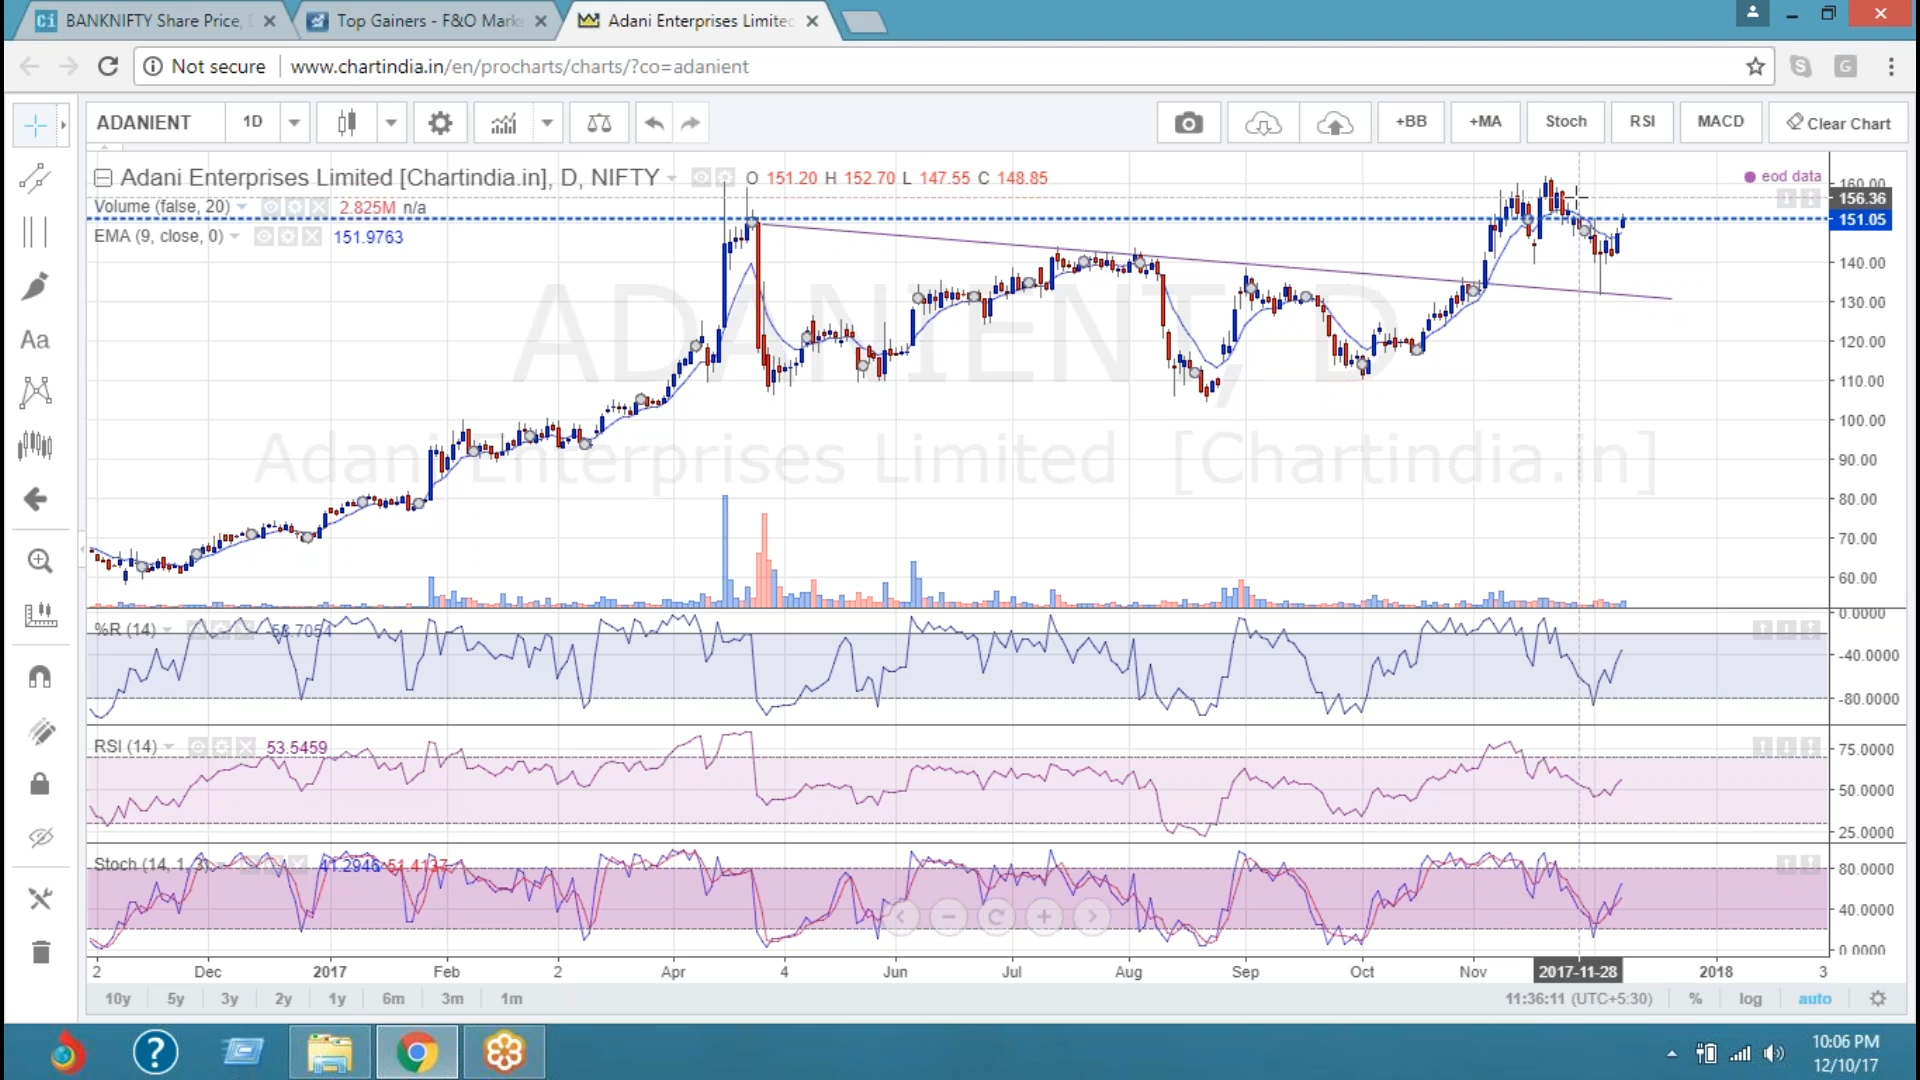 BANKNIFTY Share Price,
Top Gainers - F&O Mark
Adani Enterprises Limite
Not secure
www.chartindia.in/en/procharts/charts/?co=adanient
ADANIENT
1D
+BB
+MA
Stoch
RSI
MACD
Clear Chart
Adani Enterprises Limited [Chartindia.in], D, NIFTY
O 151.20 H 152.70 L 147.55 C 148.85
eod data
Volume (false, 20)
2.825M n/a
EMA (9, close, 0)
151.9763
ADANIENT, D
Adani Enterprises Limited [Chartindia.in]
160.00
156.36
151.05
140.00
130.00
120.00
110.00
100.00
90.00
80.00
70.00
60.00
%R (14)
0.0000
-40.0000
-80.0000
RSI (14)
53.5459
75.0000
50.0000
25.0000
Stoch (14, 1, 3)
41.2946 51.4137
80.0000
40.0000
0.0000
2 Dec 2017 Feb 2 Apr 4 Jun Jul Aug Sep Oct Nov 2017-11-28 2018 3
10y 5y 3y 2y 1y 6m 3m 1m
11:36:11 (UTC+5:30) % log auto
Aa
10:06 PM
12/10/17